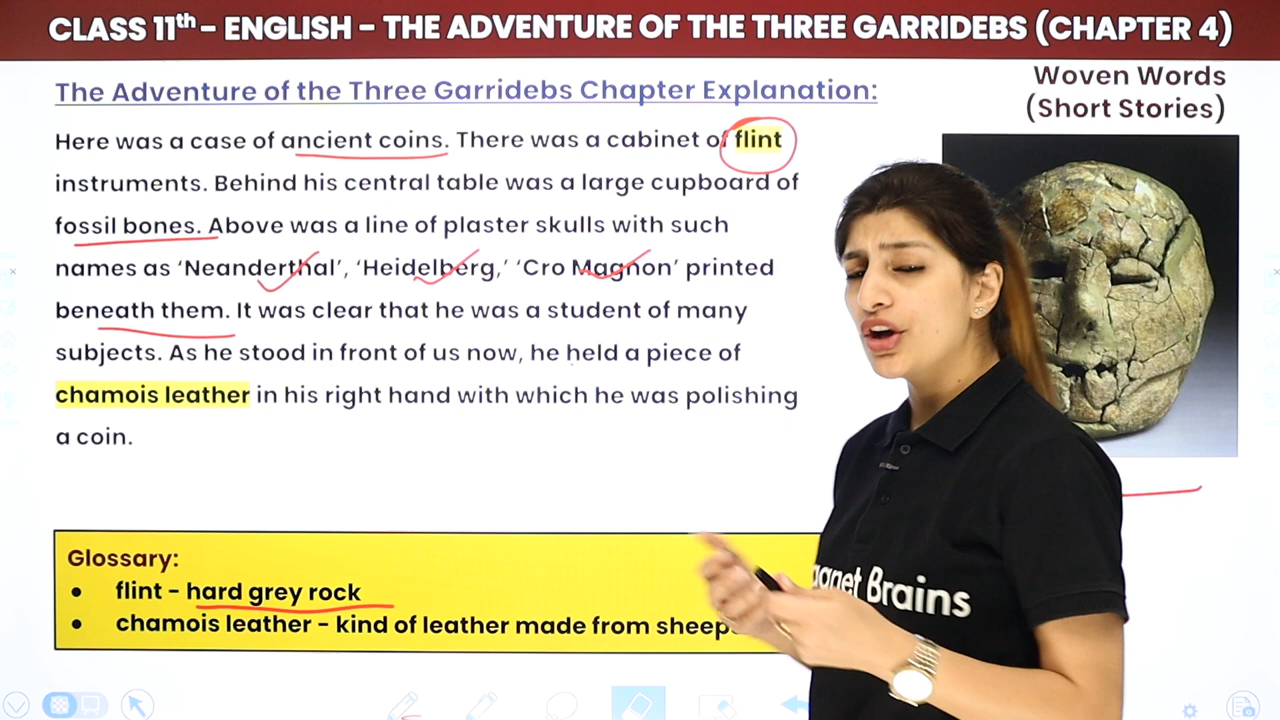 CLASS 11th - ENGLISH - THE ADVENTURE OF THE THREE GARRIDEBS (CHAPTER 4)
Woven Words
(Short Stories)
The Adventure of the Three Garridebs Chapter Explanation:
Here was a case of ancient coins. There was a cabinet of flint
instruments. Behind his central table was a large cupboard of
fossil bones. Above was a line of plaster skulls with such
names as ‘Neanderthal’, ‘Heidelberg,’ ‘Cro Magnon’ printed
beneath them. It was clear that he was a student of many
subjects. As he stood in front of us now, he held a piece of
chamois leather in his right hand with which he was polishing
a coin.
Glossary:
• flint - hard grey rock
• chamois leather - kind of leather made from
Brains